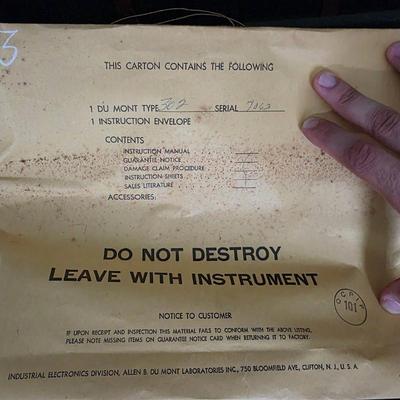 3
THIS CARTON CONTAINS THE FOLLOWING
1 DU MONT TYPE 302 SERIAL 7062
1 INSTRUCTION ENVELOPE
CONTENTS
INSTRUCTION MANUAL
GUARANTEE NOTICE
DAMAGE CLAIM PROCEDURE
INSTRUCTION SHEETS
SALES LITERATURE
ACCESSORIES:
DO NOT DESTROY
LEAVE WITH INSTRUMENT
101
NOTICE TO CUSTOMER
IF UPON RECEIPT AND INSPECTION THIS MATERIAL FAILS TO CONFORM WITH THE ABOVE LISTING,
PLEASE NOTE MISSING ITEMS ON GUARANTEE NOTICE CARD WHEN RETURNING IT TO FACTORY.
INDUSTRIAL ELECTRONICS DIVISION, ALLEN B. DU MONT LABORATORIES INC., 750 BLOOMFIELD AVE., CLIFTON, N. J., U. S. A.